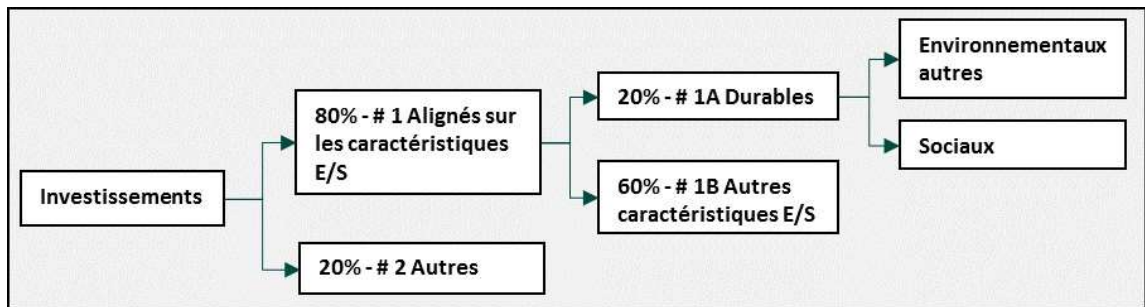 Investissements
80% - # 1 Alignés sur
les caractéristiques
E/S
20% - # 2 Autres
20% - # 1A Durables
60% - # 1B Autres
caractéristiques E/S
Environnementaux
autres
Sociaux